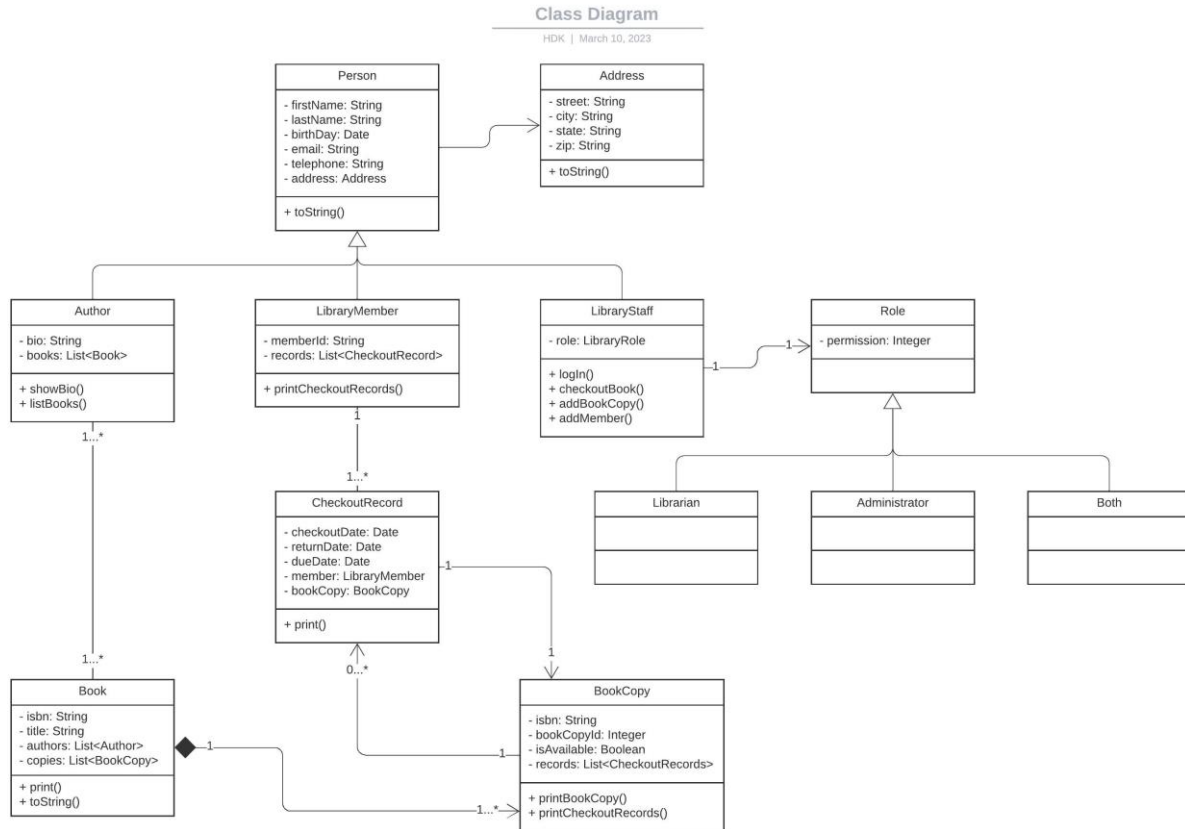 Class Diagram
HDK | March 10, 2023
Person
- firstName: String
- lastName: String
- birthDay: Date
- email: String
- telephone: String
- address: Address
+ toString()
Address
- street: String
- city: String
- state: String
- zip: String
+ toString()
Author
- bio: String
- books: List<Book>
+ showBio()
+ listBooks()
1...*
LibraryMember
- memberId: String
- records: List<CheckoutRecord>
+ printCheckoutRecords()
1
LibraryStaff
- role: LibraryRole
+ logIn()
+ checkoutBook()
+ addBookCopy()
+ addMember()
1
1
Role
- permission: Integer
Librarian
Administrator
Both
1...*
CheckoutRecord
- checkoutDate: Date
- returnDate: Date
- dueDate: Date
- member: LibraryMember
- bookCopy: BookCopy
+ print()
1
1
0...*
1...*
Book
- isbn: String
- title: String
- authors: List<Author>
- copies: List<BookCopy>
+ print()
+ toString()
1
1...*
1
BookCopy
- isbn: String
- bookCopyId: Integer
- isAvailable: Boolean
- records: List<CheckoutRecords>
+ printBookCopy()
+ printCheckoutRecords()